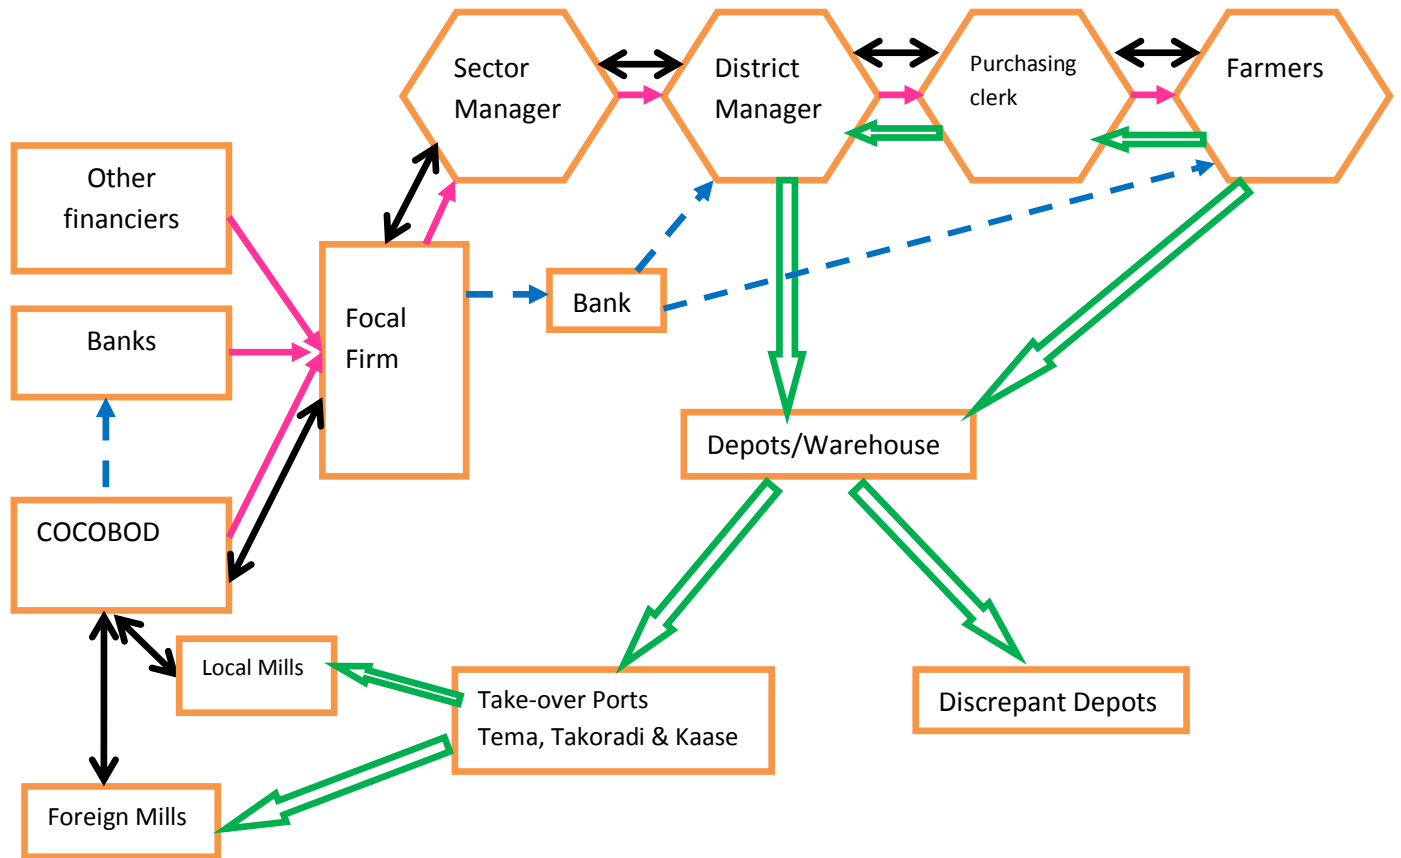 Sector
Manager
District
Manager
Purchasing
clerk
Farmers
Other
financiers
Banks
Focal
Firm
Bank
COCOBOD
Depots/Warehouse
Local Mills
Take-over Ports
Tema, Takoradi & Kaase
Discrepant Depots
Foreign Mills